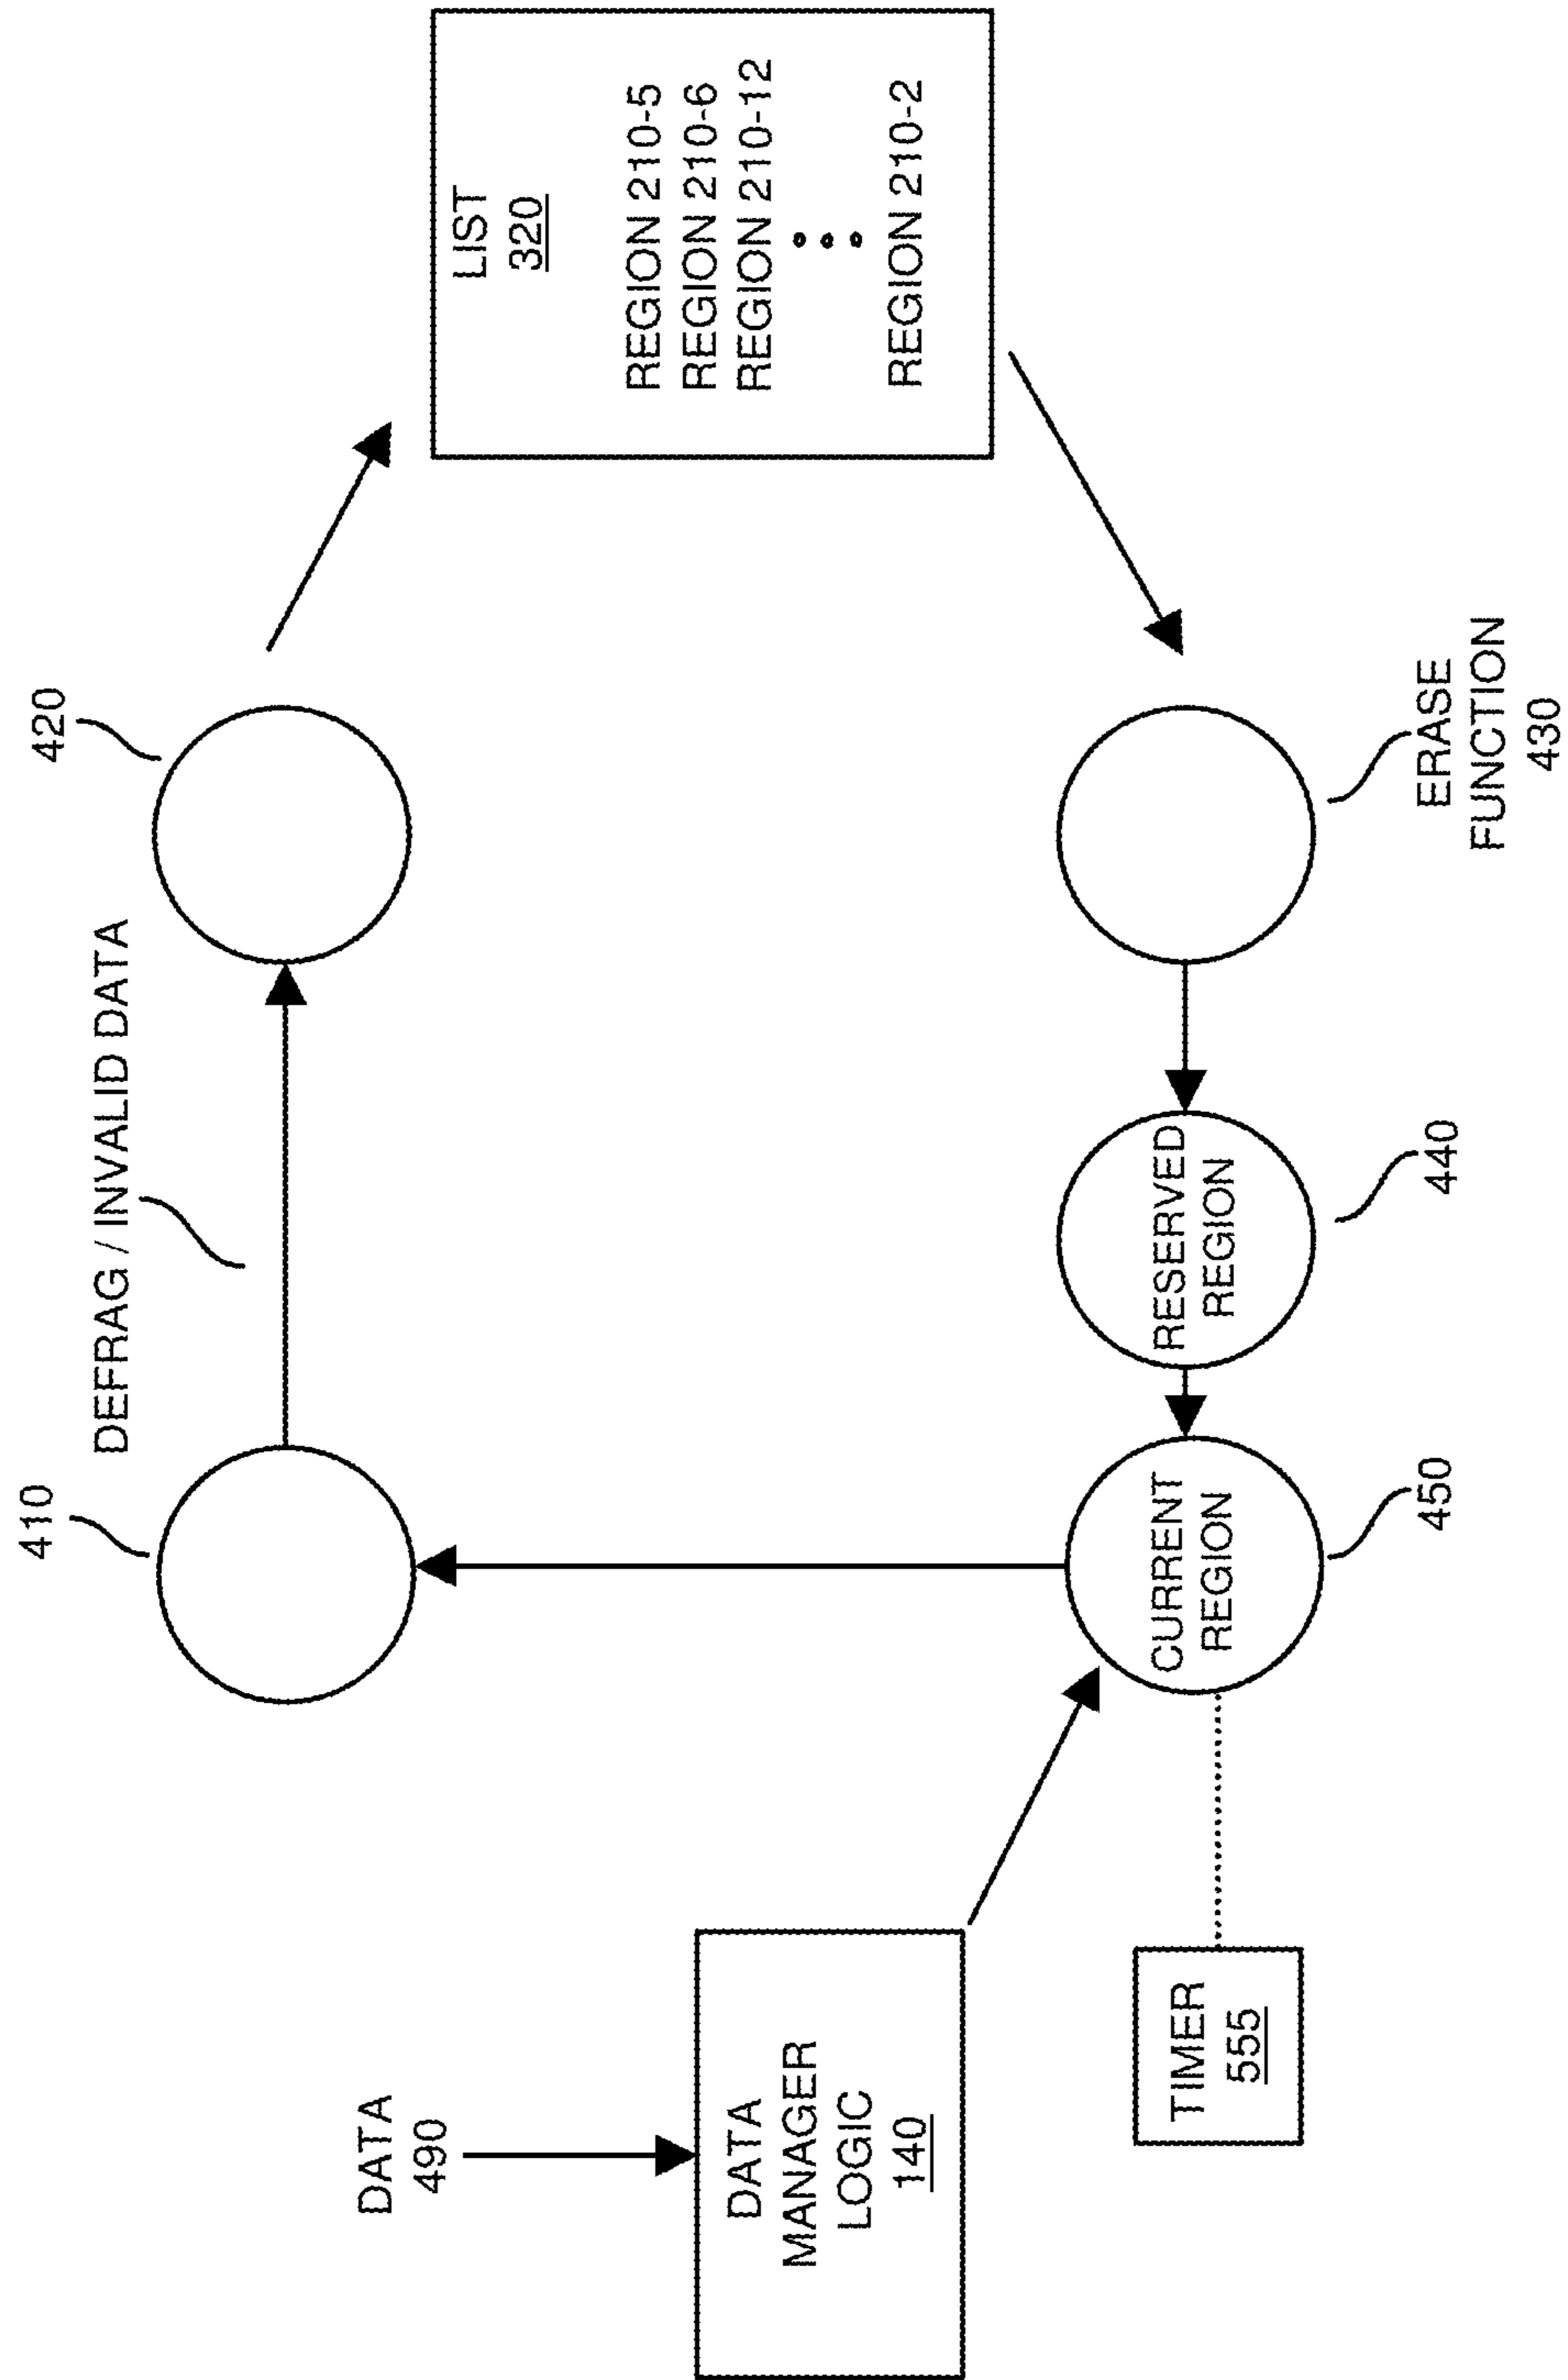 410
DEFRAG / INVALID DATA
420
DATA
490
LIST
320
REGION 210-5
REGION 210-6
REGION 210-12
REGION 210-2
DATA
MANAGER
LOGIC
140
CURRENT
REGION
RESERVED
REGION
TIMER
555
450
440
ERASE
FUNCTION
430